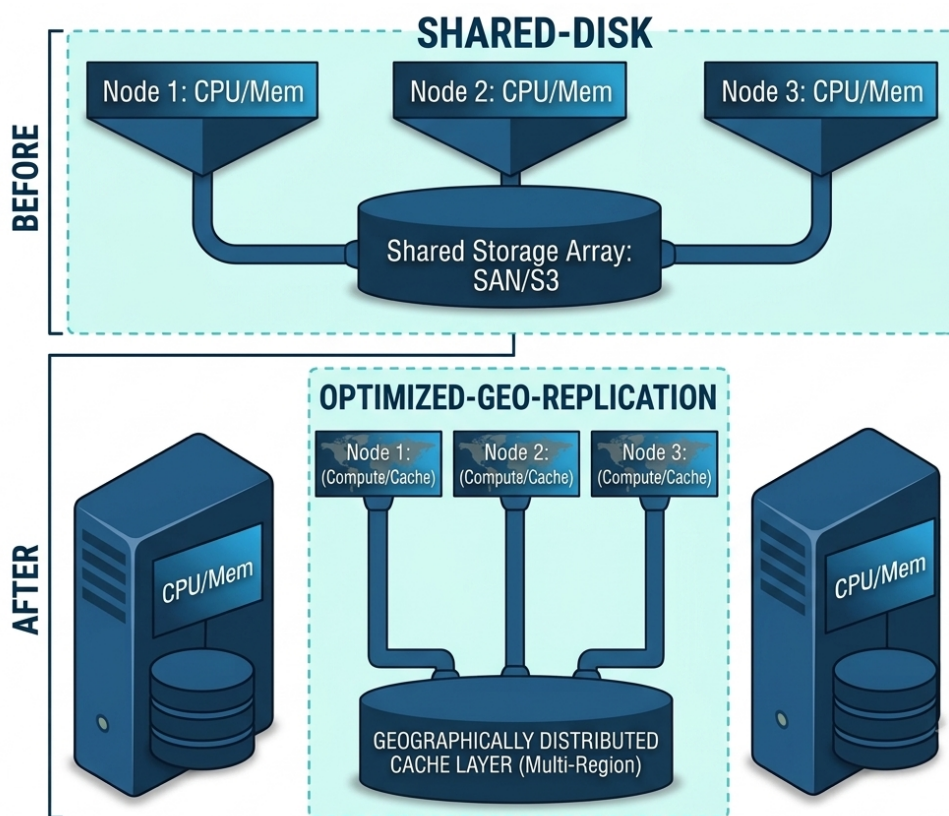 SHARED-DISK
BEFORE
Node 1: CPU/Mem
Node 2: CPU/Mem
Node 3: CPU/Mem
Shared Storage Array:
SAN/S3
AFTER
OPTIMIZED-GEO-REPLICATION
Node 1:
(Compute/Cache)
Node 2:
(Compute/Cache)
Node 3:
(Compute/Cache)
CPU/Mem
CPU/Mem
GEOGRAPHICALLY DISTRIBUTED
CACHE LAYER (Multi-Region)